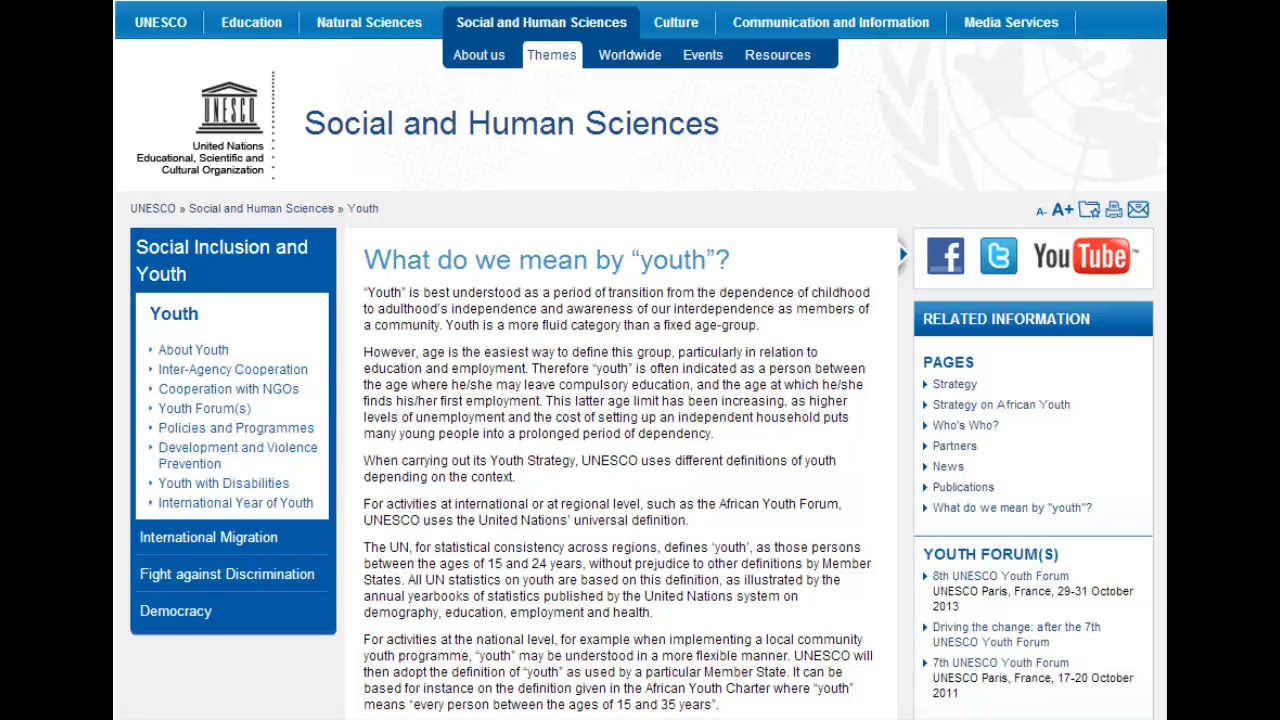 UNESCO Education Natural Sciences Social and Human Sciences Culture Communication and Information Media Services
About us Themes Worldwide Events Resources
UNESCO
United Nations
Educational, Scientific and
Cultural Organization
Social and Human Sciences
UNESCO » Social and Human Sciences » Youth
A- A+
Social Inclusion and
Youth
Youth
About Youth
Inter-Agency Cooperation
Cooperation with NGOs
Youth Forum(s)
Policies and Programmes
Development and Violence
Prevention
Youth with Disabilities
International Year of Youth
International Migration
Fight against Discrimination
Democracy
What do we mean by “youth”?
“Youth” is best understood as a period of transition from the dependence of childhood
to adulthood’s independence and awareness of our interdependence as members of
a community. Youth is a more fluid category than a fixed age-group.
However, age is the easiest way to define this group, particularly in relation to
education and employment. Therefore “youth” is often indicated as a person between
the age where he/she may leave compulsory education, and the age at which he/she
finds his/her first employment. This latter age limit has been increasing, as higher
levels of unemployment and the cost of setting up an independent household puts
many young people into a prolonged period of dependency.
When carrying out its Youth Strategy, UNESCO uses different definitions of youth
depending on the context.
For activities at international or at regional level, such as the African Youth Forum,
UNESCO uses the United Nations’ universal definition.
The UN, for statistical consistency across regions, defines ‘youth’, as those persons
between the ages of 15 and 24 years, without prejudice to other definitions by Member
States. All UN statistics on youth are based on this definition, as illustrated by the
annual yearbooks of statistics published by the United Nations system on
demography, education, employment and health.
For activities at the national level, for example when implementing a local community
youth programme, “youth” may be understood in a more flexible manner. UNESCO will
then adopt the definition of “youth” as used by a particular Member State. It can be
based for instance on the definition given in the African Youth Charter where “youth”
means “every person between the ages of 15 and 35 years”.
f t YouTube™
RELATED INFORMATION
PAGES
Strategy
Strategy on African Youth
Who's Who?
Partners
News
Publications
What do we mean by "youth"?
YOUTH FORUM(S)
8th UNESCO Youth Forum
UNESCO Paris, France, 29-31 October
2013
Driving the change: after the 7th
UNESCO Youth Forum
7th UNESCO Youth Forum
UNESCO Paris, France, 17-20 October
2011